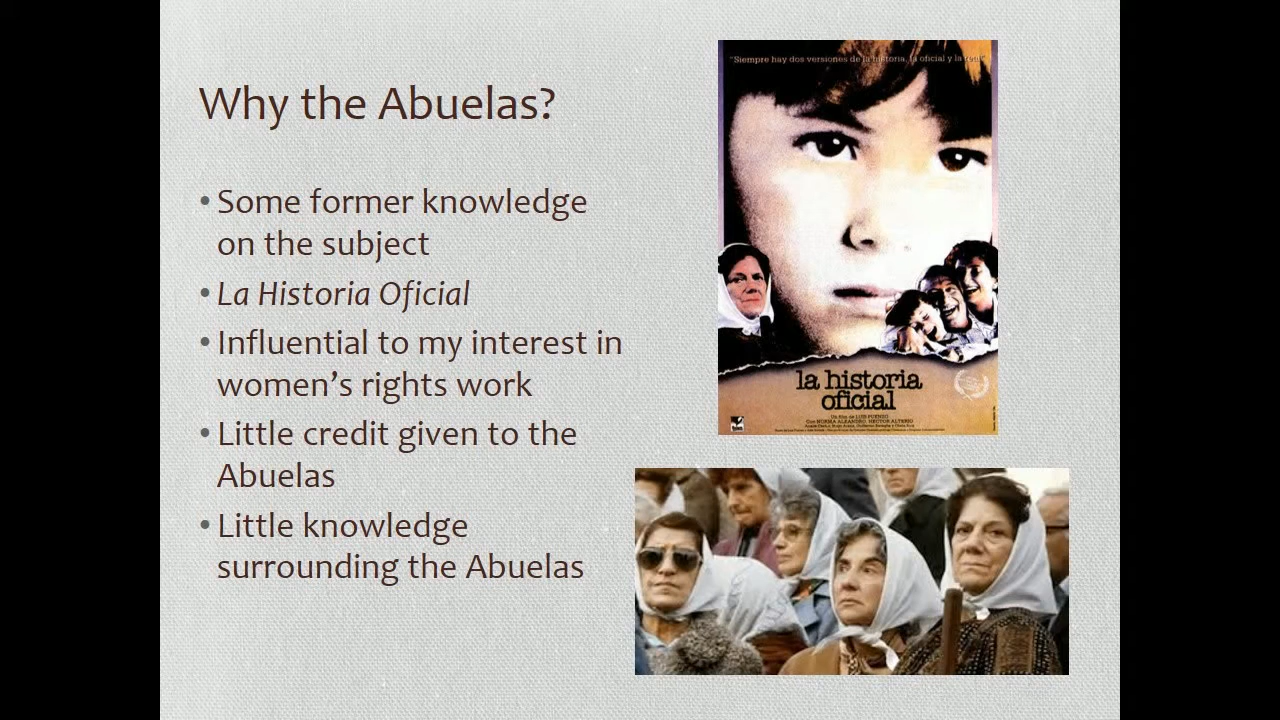 Why the Abuelas?
• Some former knowledge
on the subject
• La Historia Oficial
• Influential to my interest in
women's rights work
• Little credit given to the
Abuelas
• Little knowledge
surrounding the Abuelas
"Siempre hay dos versiones de la historia, la oficial y la real"
la historia
oficial
Un film de LUIS PUENZO
Con NORMA ALEANDRO, HECTOR ALTERIO